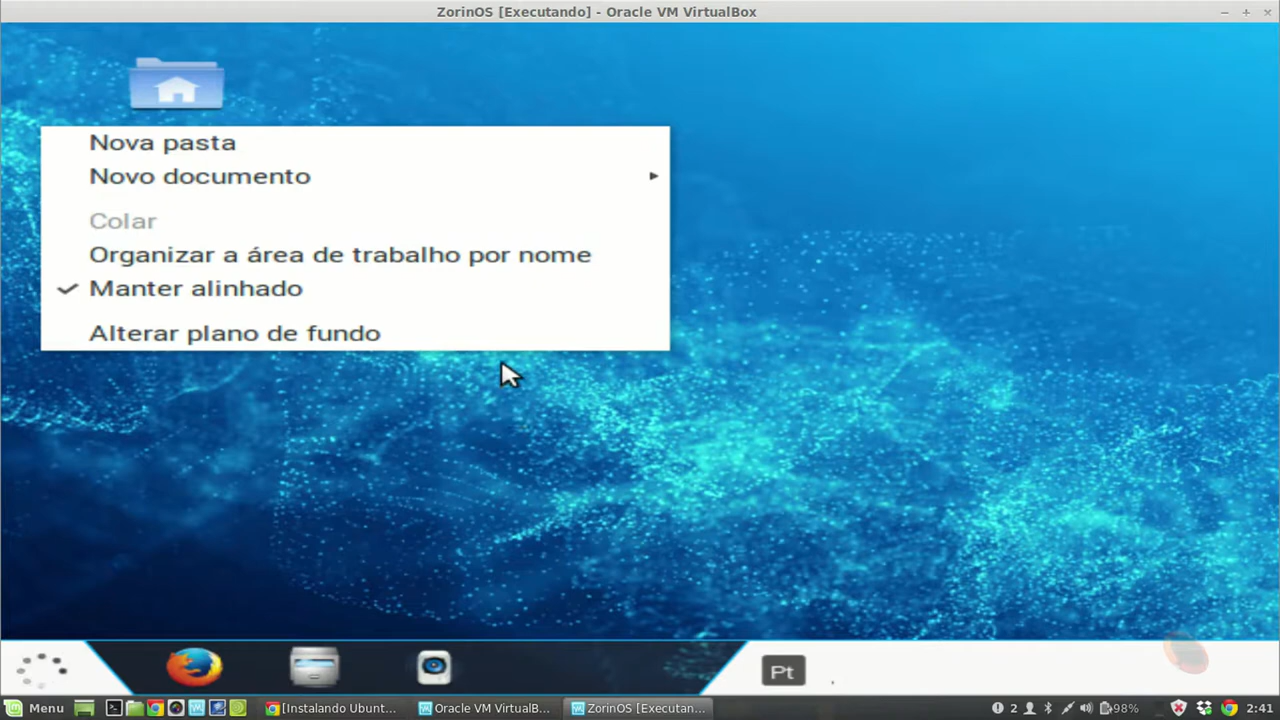 ZorinOS [Executando] - Oracle VM VirtualBox
Nova pasta
Novo documento
Colar
Organizar a área de trabalho por nome
Manter alinhado
Alterar plano de fundo
Pt
Menu [Instalando Ubunt... Oracle VM VirtualB... ZorinOS [Executan... 2 98% 2:41